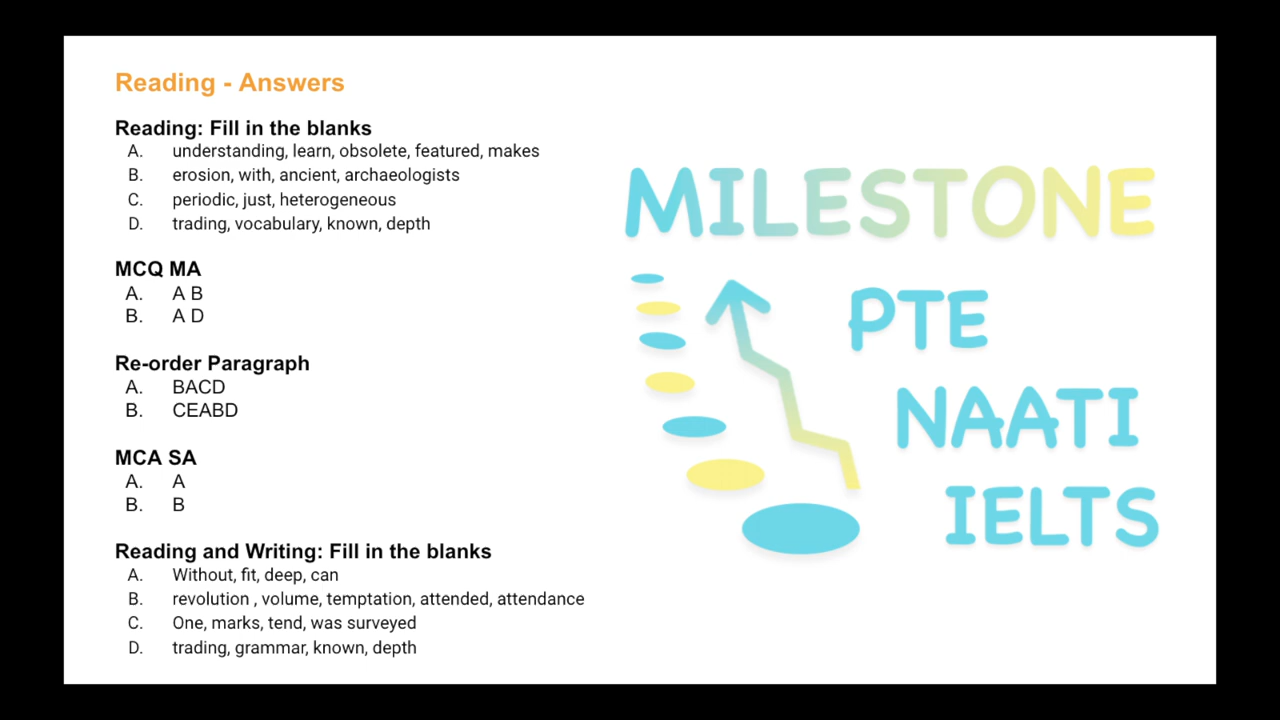 Reading - Answers
Reading: Fill in the blanks
A. understanding, learn, obsolete, featured, makes
B. erosion, with, ancient, archaeologists
C. periodic, just, heterogeneous
D. trading, vocabulary, known, depth
MCQ MA
A. A B
B. A D
Re-order Paragraph
A. BACD
B. CEABD
MCA SA
A. A
B. B
Reading and Writing: Fill in the blanks
A. Without, fit, deep, can
B. revolution , volume, temptation, attended, attendance
C. One, marks, tend, was surveyed
D. trading, grammar, known, depth
MILESTONE
PTE
NAATI
IELTS